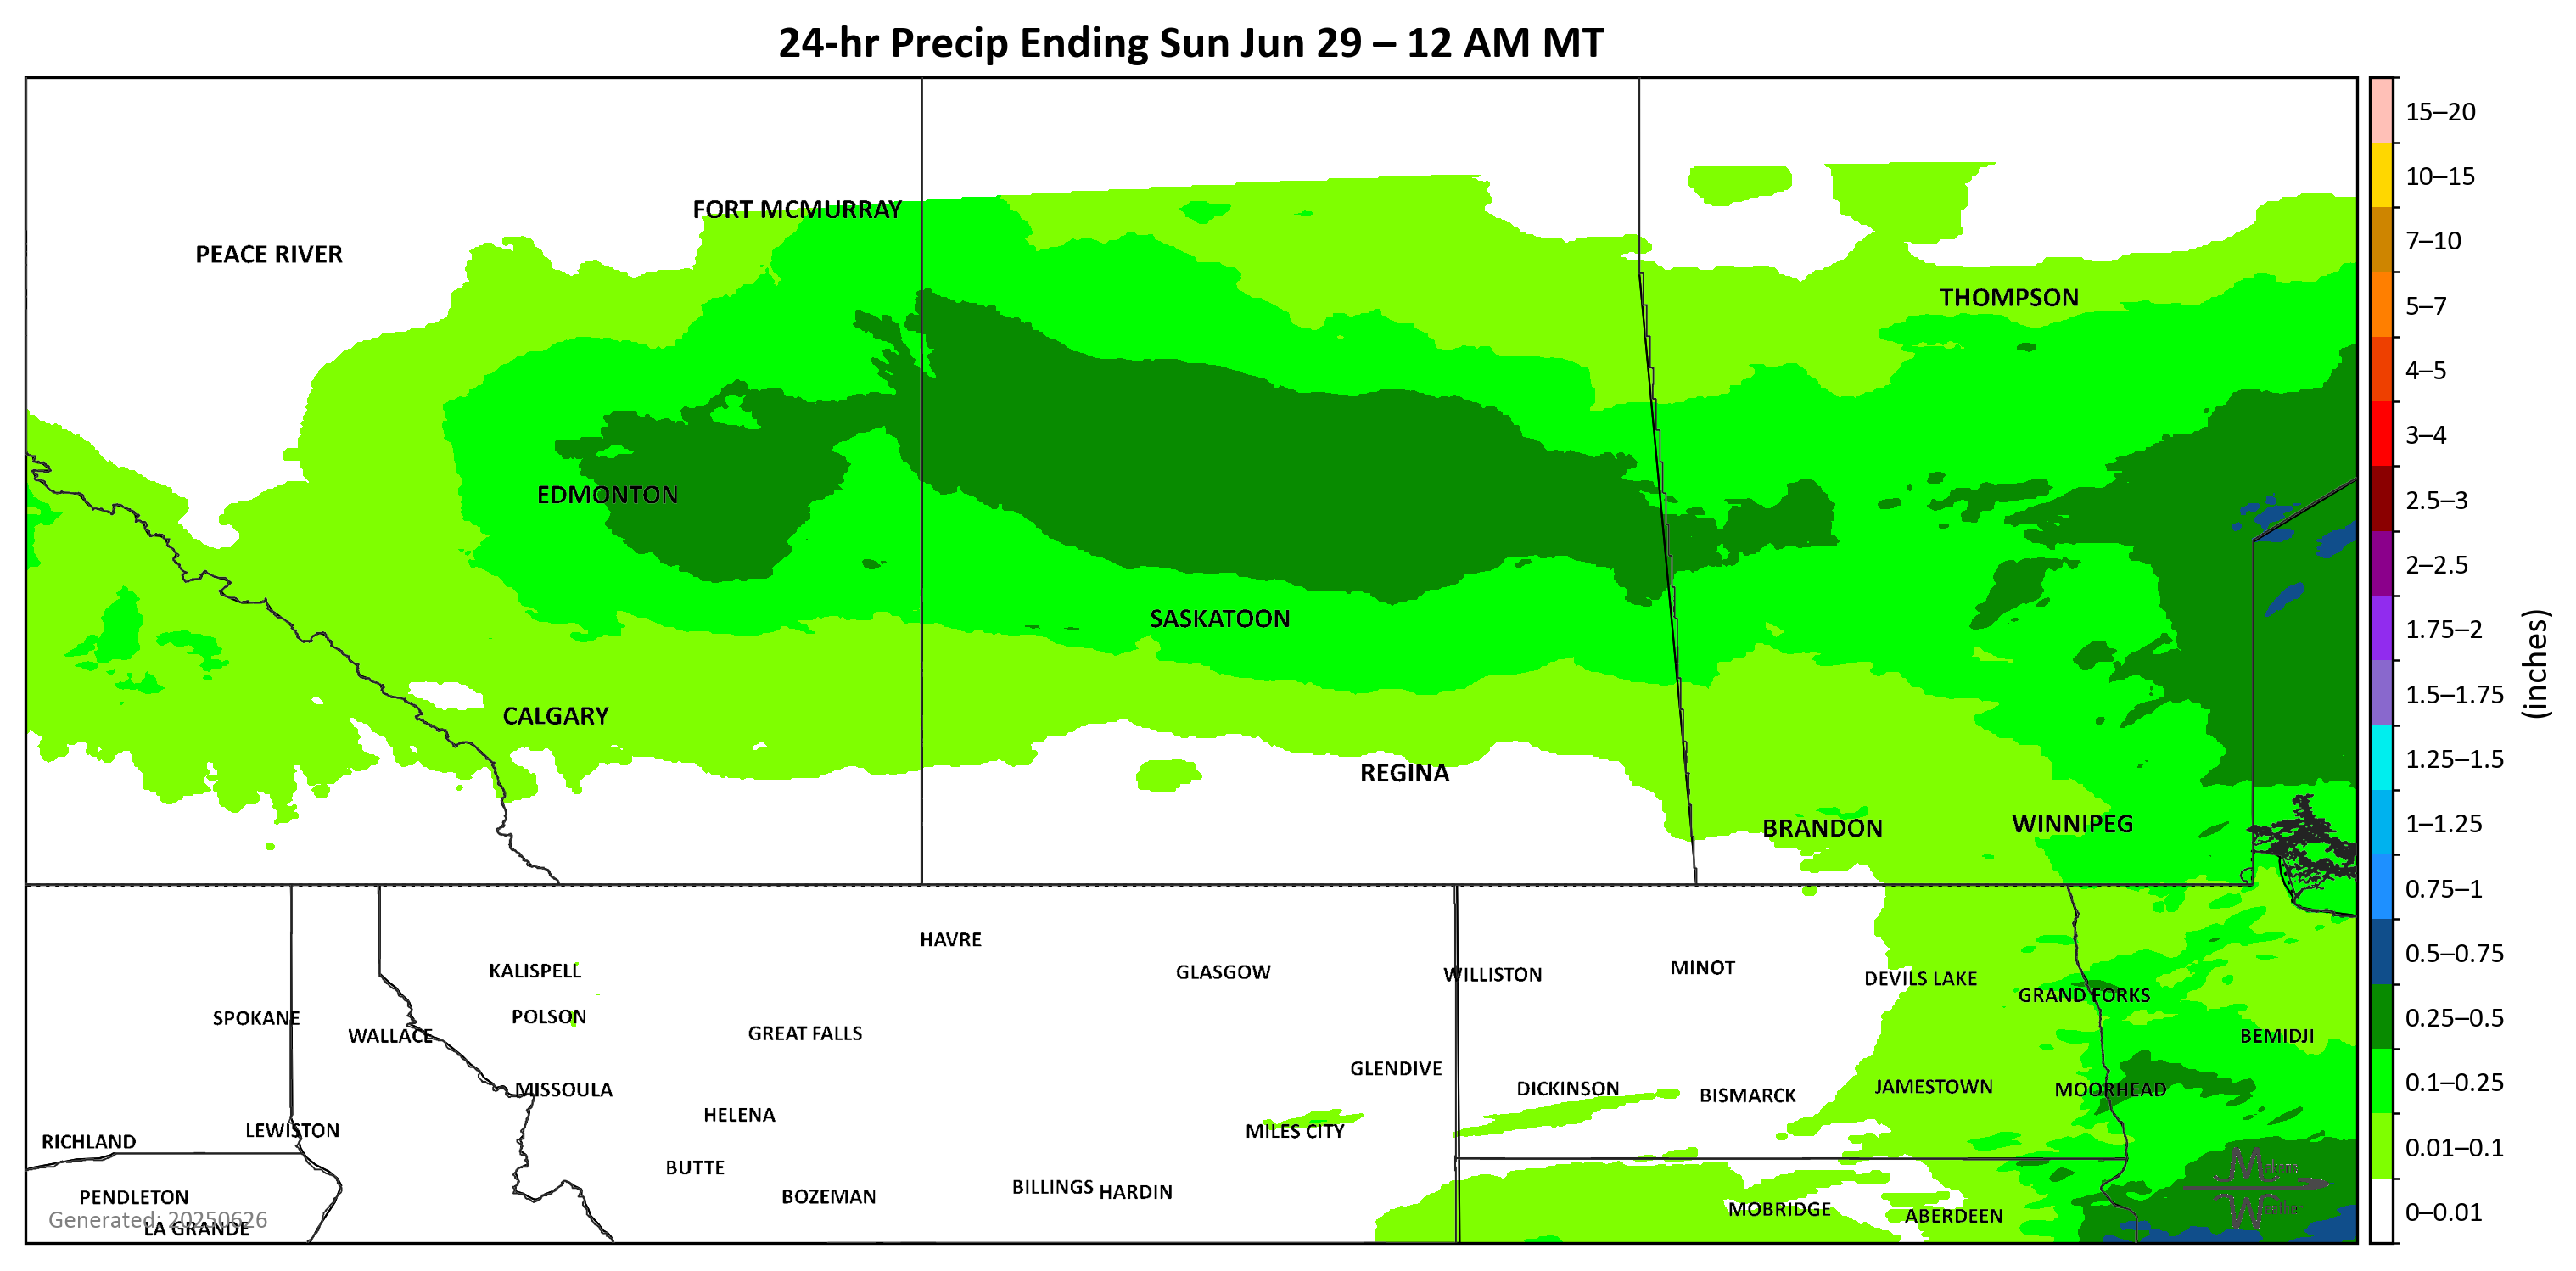 24-hr Precip Ending Sun Jun 29 – 12 AM MT
15–20
10–15
7–10
5–7
4–5
3–4
2.5–3
2–2.5
1.75–2
1.5–1.75
1.25–1.5
1–1.25
0.75–1
0.5–0.75
0.25–0.5
0.1–0.25
0.01–0.1
0–0.01
(inches)
FORT MCMURRAY
PEACE RIVER
THOMPSON
EDMONTON
SASKATOON
CALGARY
REGINA
BRANDON
WINNIPEG
HAVRE
KALISPELL
GLASGOW
WILLISTON
MINOT
DEVILS LAKE
GRAND FORKS
SPOKANE
POLSON
WALLACE
GREAT FALLS
BEMIDJI
GLENDIVE
MISSOULA
DICKINSON
BISMARCK
JAMESTOWN
MOORHEAD
HELENA
LEWISTON
MILES CITY
RICHLAND
BUTTE
PENDLETON
BOZEMAN
BILLINGS
HARDIN
MOBRIDGE
ABERDEEN
Generated: 20250626
LA GRANDE